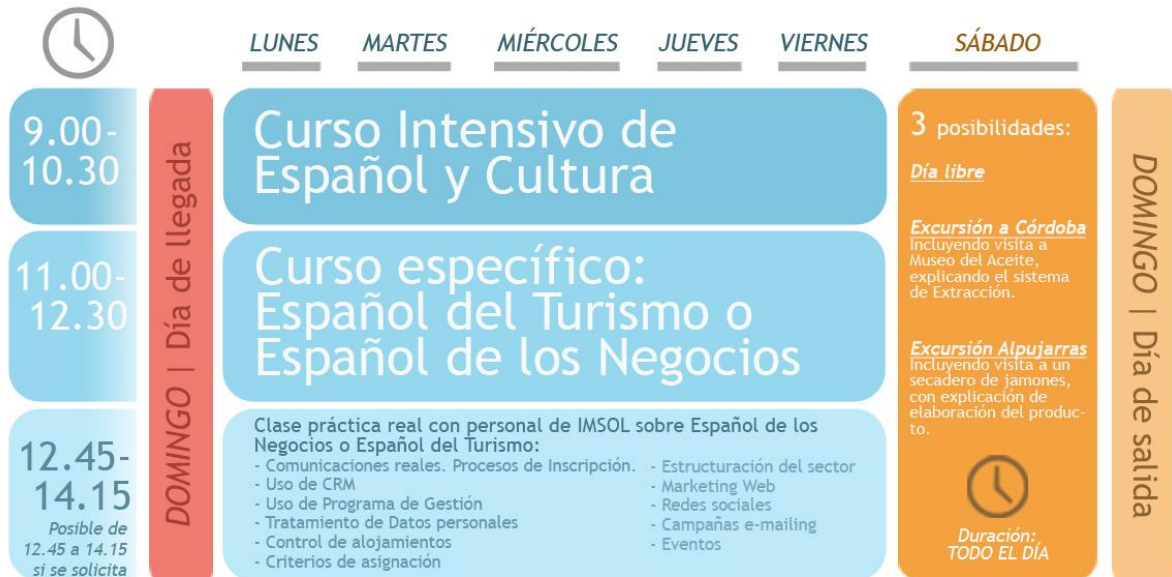 LUNES MARTES MIÉRCOLES JUEVES VIERNES SÁBADO
9.00-
10.30
11.00-
12.30
12.45-
14.15
Posible de
12.45 a 14.15
si se solicita
DOMINGO | Día de llegada
Curso Intensivo de
Español y Cultura
Curso específico:
Español del Turismo o
Español de los Negocios
Clase práctica real con personal de IMSOL sobre Español de los
Negocios o Español del Turismo:
- Comunicaciones reales. Procesos de Inscripción.
- Uso de CRM
- Uso de Programa de Gestión
- Tratamiento de Datos personales
- Control de alojamientos
- Criterios de asignación
- Estructuración del sector
- Marketing Web
- Redes sociales
- Campañas e-mailing
- Eventos
3 posibilidades:
Día libre
Excursión a Córdoba
Incluyendo visita a
Museo del Aceite,
explicando el sistema
de Extracción.
Excursión Alpujarras
Incluyendo visita a un
secadero de jamones,
con explicación de
elaboración del produc-
to.
Duración:
TODO EL DÍA
DOMINGO | Día de salida